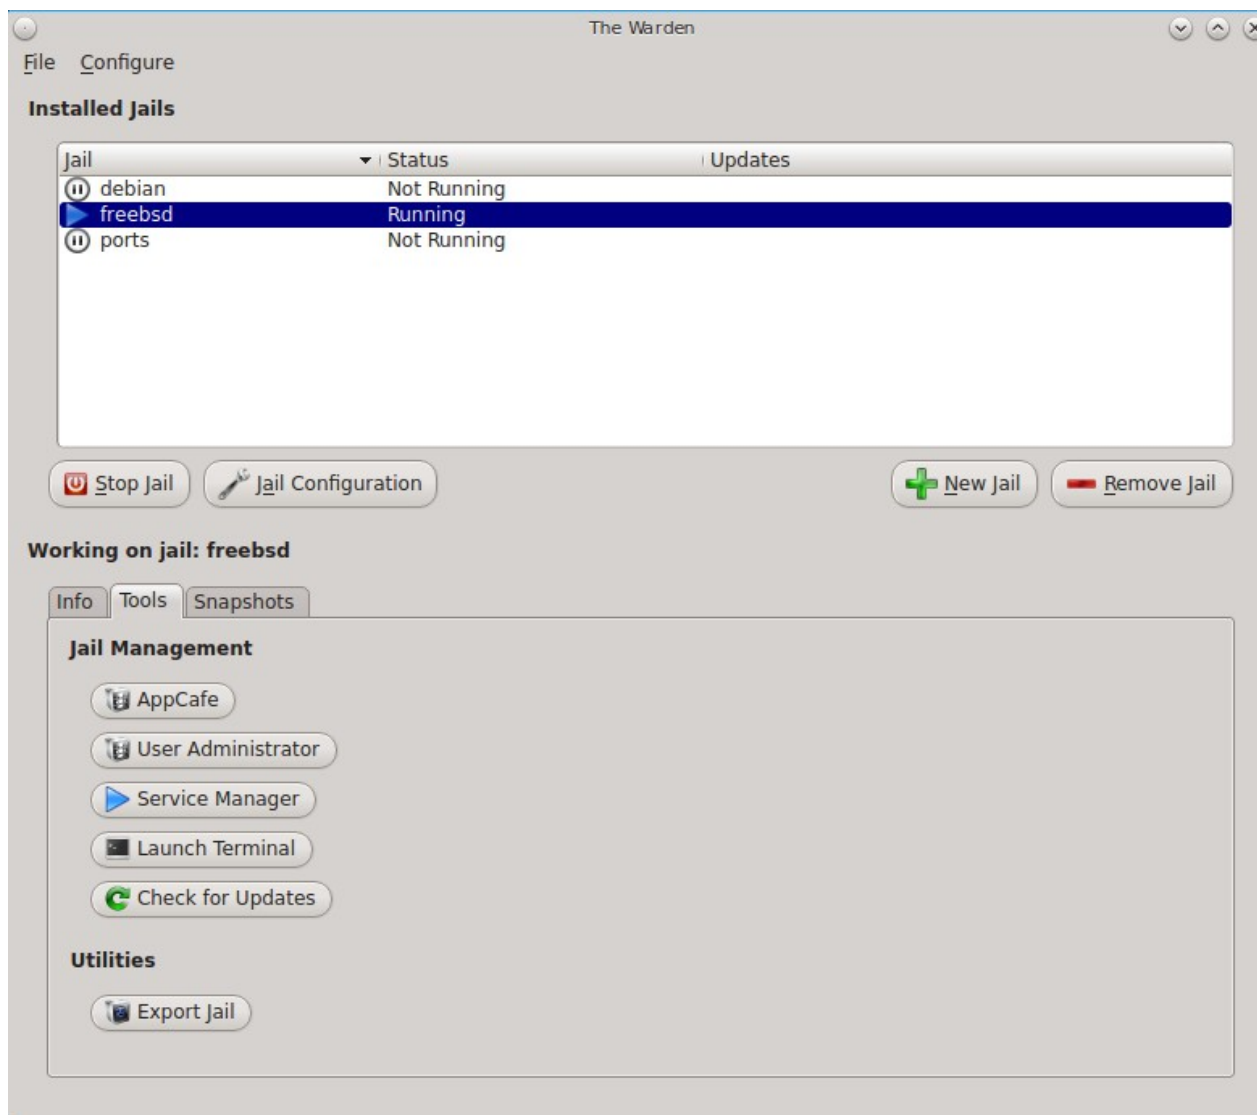 The Warden
File Configure
Installed Jails
Jail Status Updates
debian Not Running
freebsd Running
ports Not Running
Stop Jail Jail Configuration New Jail Remove Jail
Working on jail: freebsd
Info Tools Snapshots
Jail Management
AppCafe
User Administrator
Service Manager
Launch Terminal
Check for Updates
Utilities
Export Jail